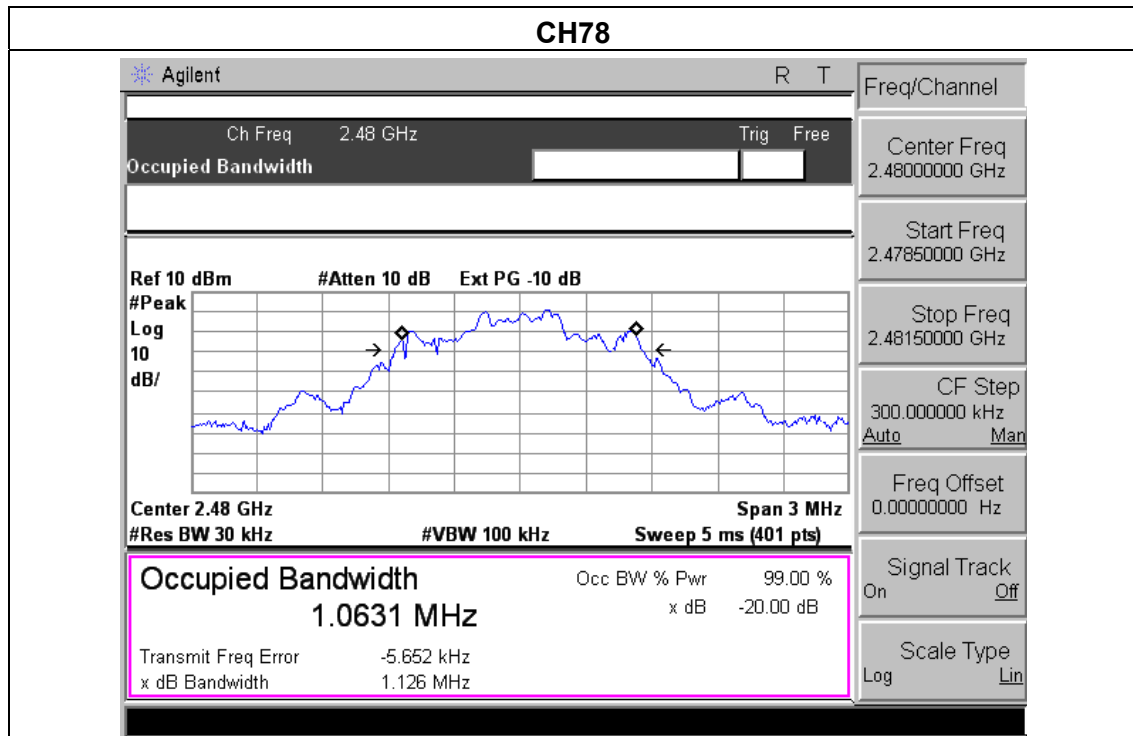 CH78
Agilent R T
Ch Freq 2.48 GHz Trig Free
Occupied Bandwidth
Ref 10 dBm #Atten 10 dB Ext PG -10 dB
#Peak
Log
10
dB/
Center 2.48 GHz Span 3 MHz
#Res BW 30 kHz #VBW 100 kHz Sweep 5 ms (401 pts)
Occupied Bandwidth Occ BW % Pwr 99.00 %
1.0631 MHz x dB -20.00 dB
Transmit Freq Error -5.652 kHz
x dB Bandwidth 1.126 MHz
Freq/Channel
Center Freq
2.48000000 GHz
Start Freq
2.47850000 GHz
Stop Freq
2.48150000 GHz
CF Step
300.000000 kHz
Auto Man
Freq Offset
0.00000000 Hz
Signal Track
On Off
Scale Type
Log Lin